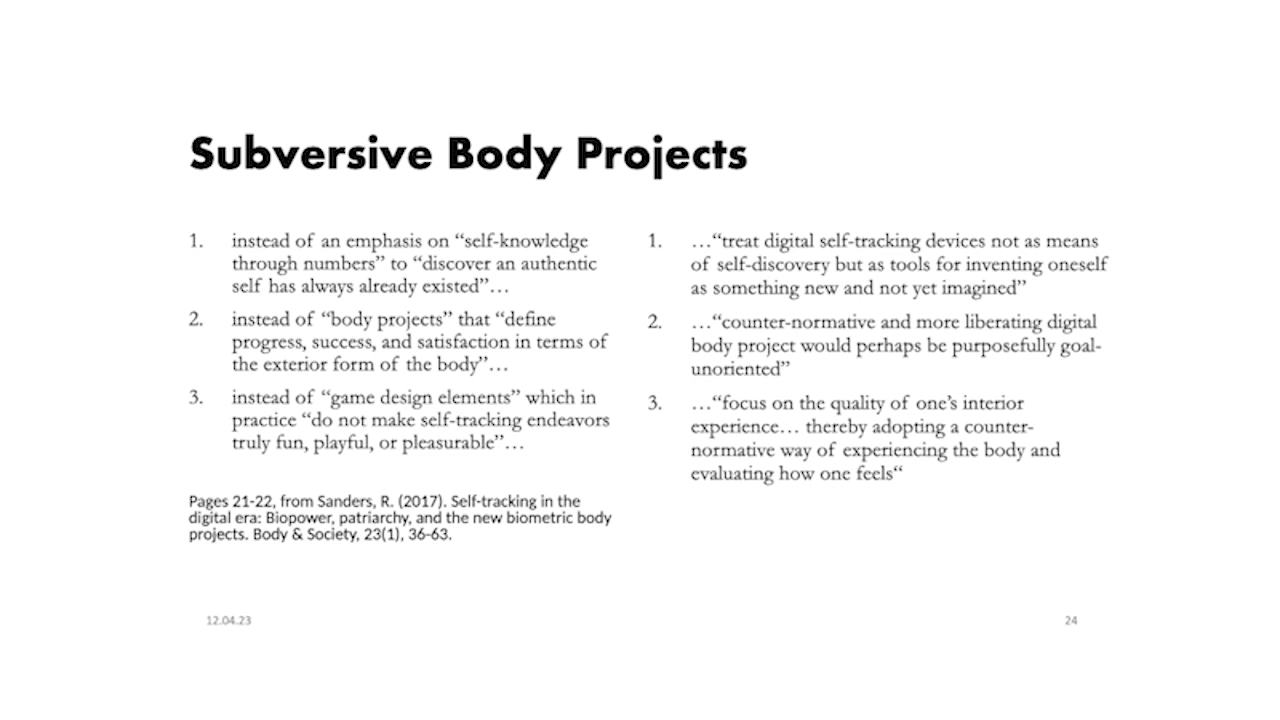 Subversive Body Projects
1. instead of an emphasis on “self-knowledge
through numbers” to “discover an authentic
self has always already existed”…
2. instead of “body projects” that “define
progress, success, and satisfaction in terms of
the exterior form of the body”…
3. instead of “game design elements” which in
practice “do not make self-tracking endeavors
truly fun, playful, or pleasurable”…
Pages 21-22, from Sanders, R. (2017). Self-tracking in the
digital era: Biopower, patriarchy, and the new biometric body
projects. Body & Society, 23(1), 36-63.
1. …“treat digital self-tracking devices not as means
of self-discovery but as tools for inventing oneself
as something new and not yet imagined”
2. …“counter-normative and more liberating digital
body project would perhaps be purposefully goal-
unoriented”
3. …“focus on the quality of one’s interior
experience… thereby adopting a counter-
normative way of experiencing the body and
evaluating how one feels“
12.04.23
24